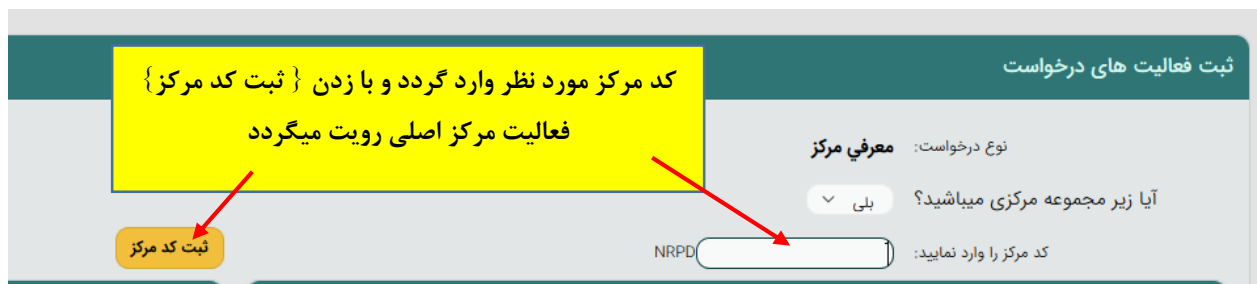 ثبت فعالیت های درخواست
کد مرکز مورد نظر وارد گردد و با زدن { ثبت کد مرکز}
فعالیت مرکز اصلی رویت میگردد
نوع درخواست: معرفي مرکز
آیا زیر مجموعه مرکزی میباشید؟ بلی
کد مرکز را وارد نمایید: NRPD
ثبت کد مرکز